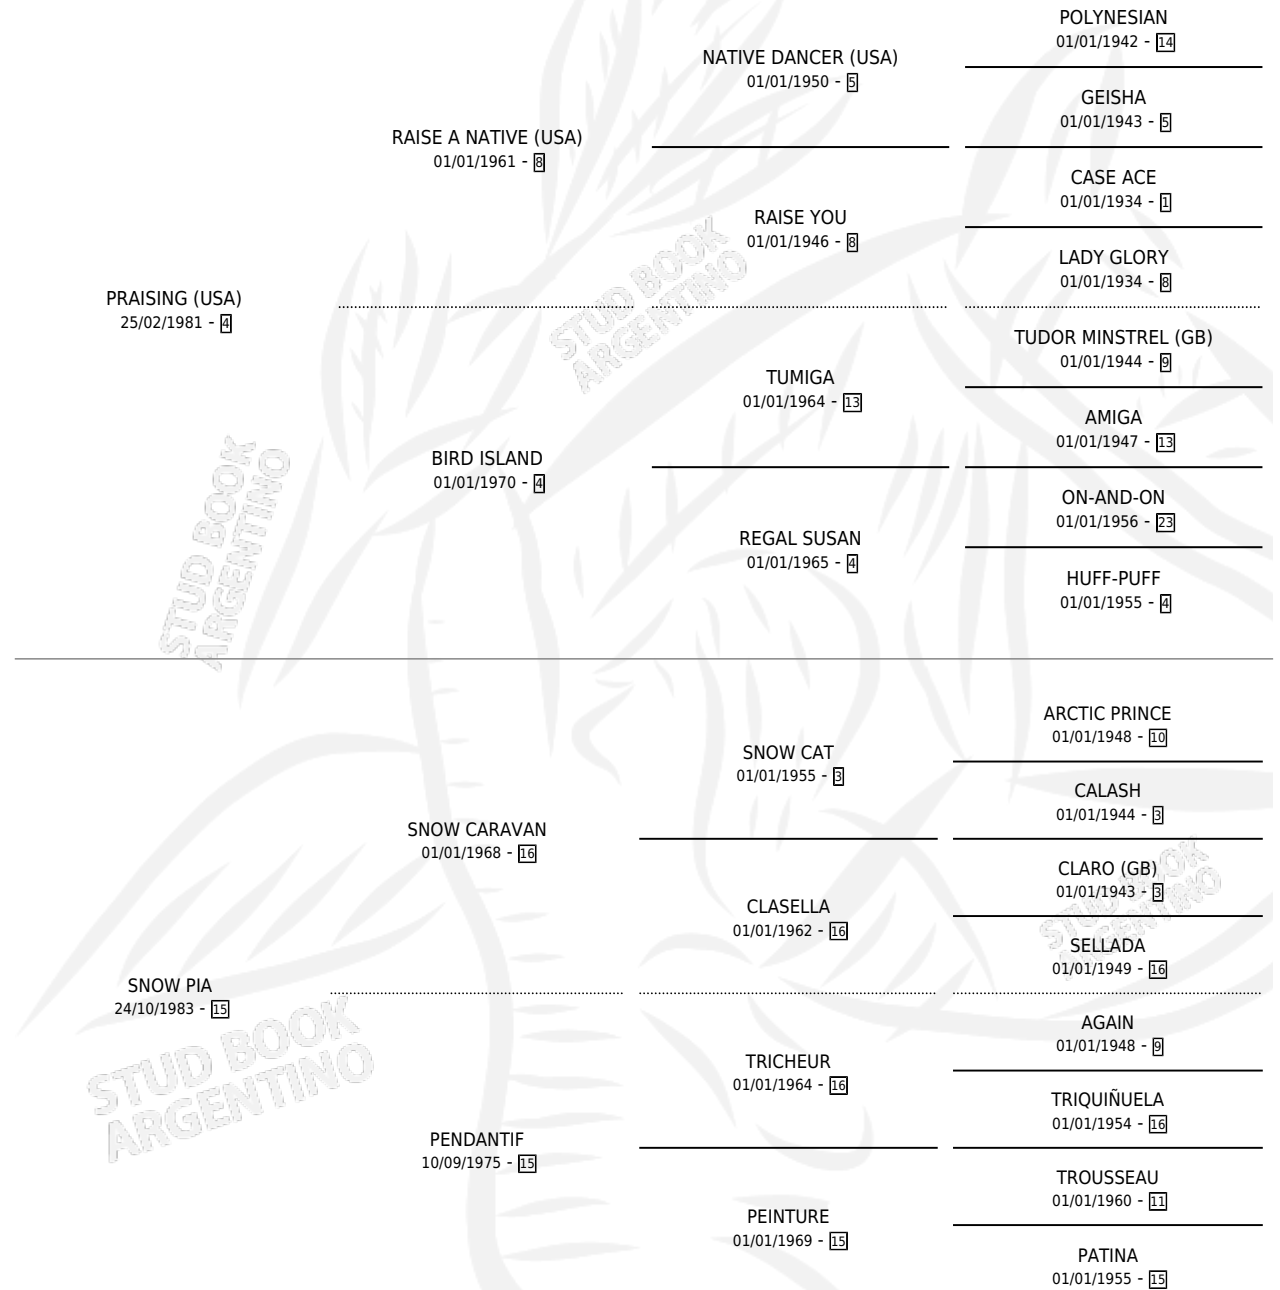 POLYNESIAN
01/01/1942 - 14
NATIVE DANCER (USA)
01/01/1950 - 5
GEISHA
01/01/1943 - 5
RAISE A NATIVE (USA)
01/01/1961 - 8
CASE ACE
01/01/1934 - 1
RAISE YOU
01/01/1946 - 8
LADY GLORY
01/01/1934 - 8
PRAISING (USA)
25/02/1981 - 4
TUDOR MINSTREL (GB)
01/01/1944 - 9
TUMIGA
01/01/1964 - 13
AMIGA
01/01/1947 - 13
BIRD ISLAND
01/01/1970 - 4
ON-AND-ON
01/01/1956 - 23
REGAL SUSAN
01/01/1965 - 4
HUFF-PUFF
01/01/1955 - 4
STUD BOOK
ARGENTINO
STUD BOOK
ARGENTINO
ARCTIC PRINCE
01/01/1948 - 10
SNOW CAT
01/01/1955 - 3
CALASH
01/01/1944 - 3
SNOW CARAVAN
01/01/1968 - 16
CLARO (GB)
01/01/1943 - 3
CLASELLA
01/01/1962 - 16
SELLADA
01/01/1949 - 16
STUD BOOK
ARGENTINO
SNOW PIA
24/10/1983 - 15
AGAIN
01/01/1948 - 9
TRICHEUR
01/01/1964 - 16
TRIQUIÑUELA
01/01/1954 - 16
STUD BOOK
ARGENTINO
PENDANTIF
10/09/1975 - 15
TROUSSEAU
01/01/1960 - 11
PEINTURE
01/01/1969 - 15
PATINA
01/01/1955 - 15